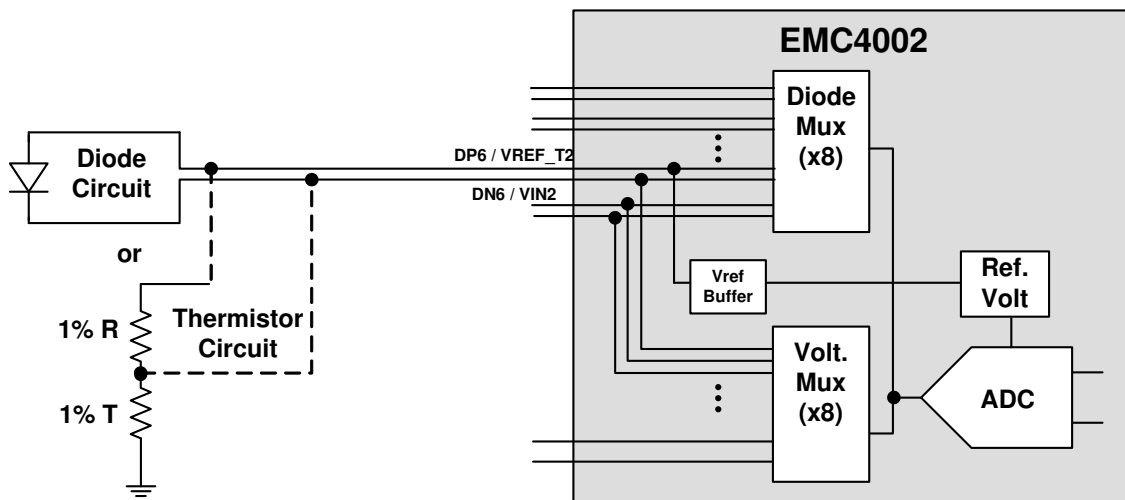 EMC4002
Diode
Mux
(x8)
Diode
Circuit
DP6 / VREF_T2
DN6 / VIN2
or
Vref
Buffer
Ref.
Volt
1% R
Thermistor
Circuit
1% T
Volt.
Mux
(x8)
ADC